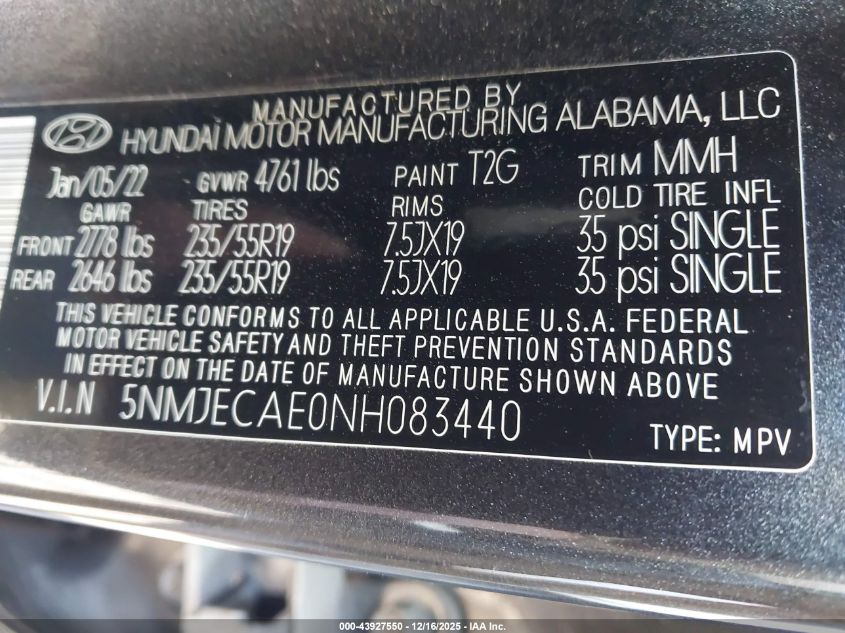 MANUFACTURED BY
HYUNDAI MOTOR MANUFACTURING ALABAMA, LLC
Jan/05/22 GVWR 4761 lbs PAINT T2G TRIM MMH
GAWR TIRES RIMS COLD TIRE INFL
FRONT 2778 lbs 235/55R19 7.5JX19 35 psi SINGLE
REAR 2646 lbs 235/55R19 7.5JX19 35 psi SINGLE
THIS VEHICLE CONFORMS TO ALL APPLICABLE U.S.A. FEDERAL
MOTOR VEHICLE SAFETY AND THEFT PREVENTION STANDARDS
IN EFFECT ON THE DATE OF MANUFACTURE SHOWN ABOVE
V.I.N 5NMJECAE0NH083440
TYPE: MPV
000-43927550 - 12/16/2025 - IAA Inc.